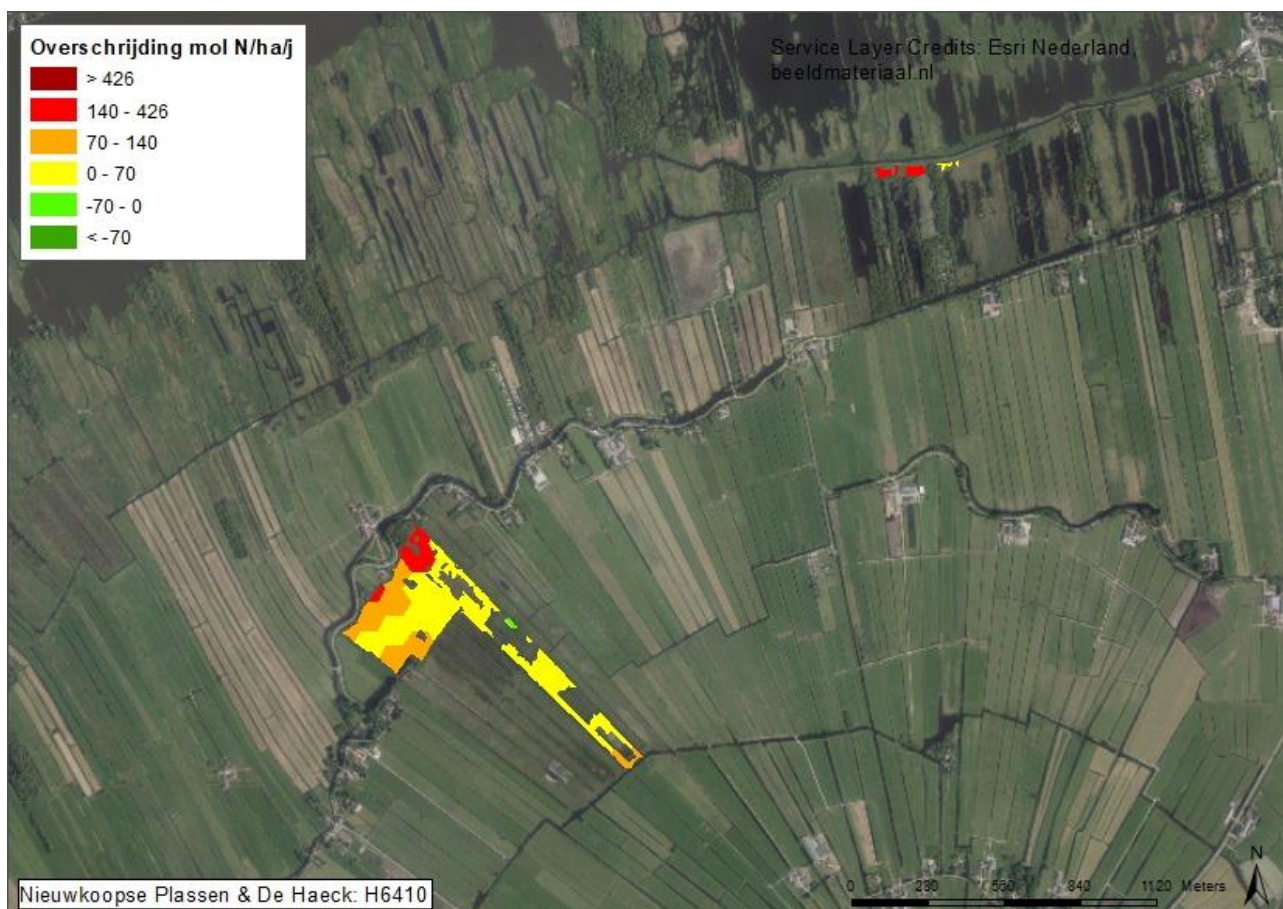 Overschrijding mol N/ha/j
> 426
140 - 426
70 - 140
0 - 70
-70 - 0
< -70
Service Layer Credits: Esri Nederland,
beeldmateriaal.nl
Nieuwkoopse Plassen & De Haeck: H6410
0 280 560 840 1120 Meters
N